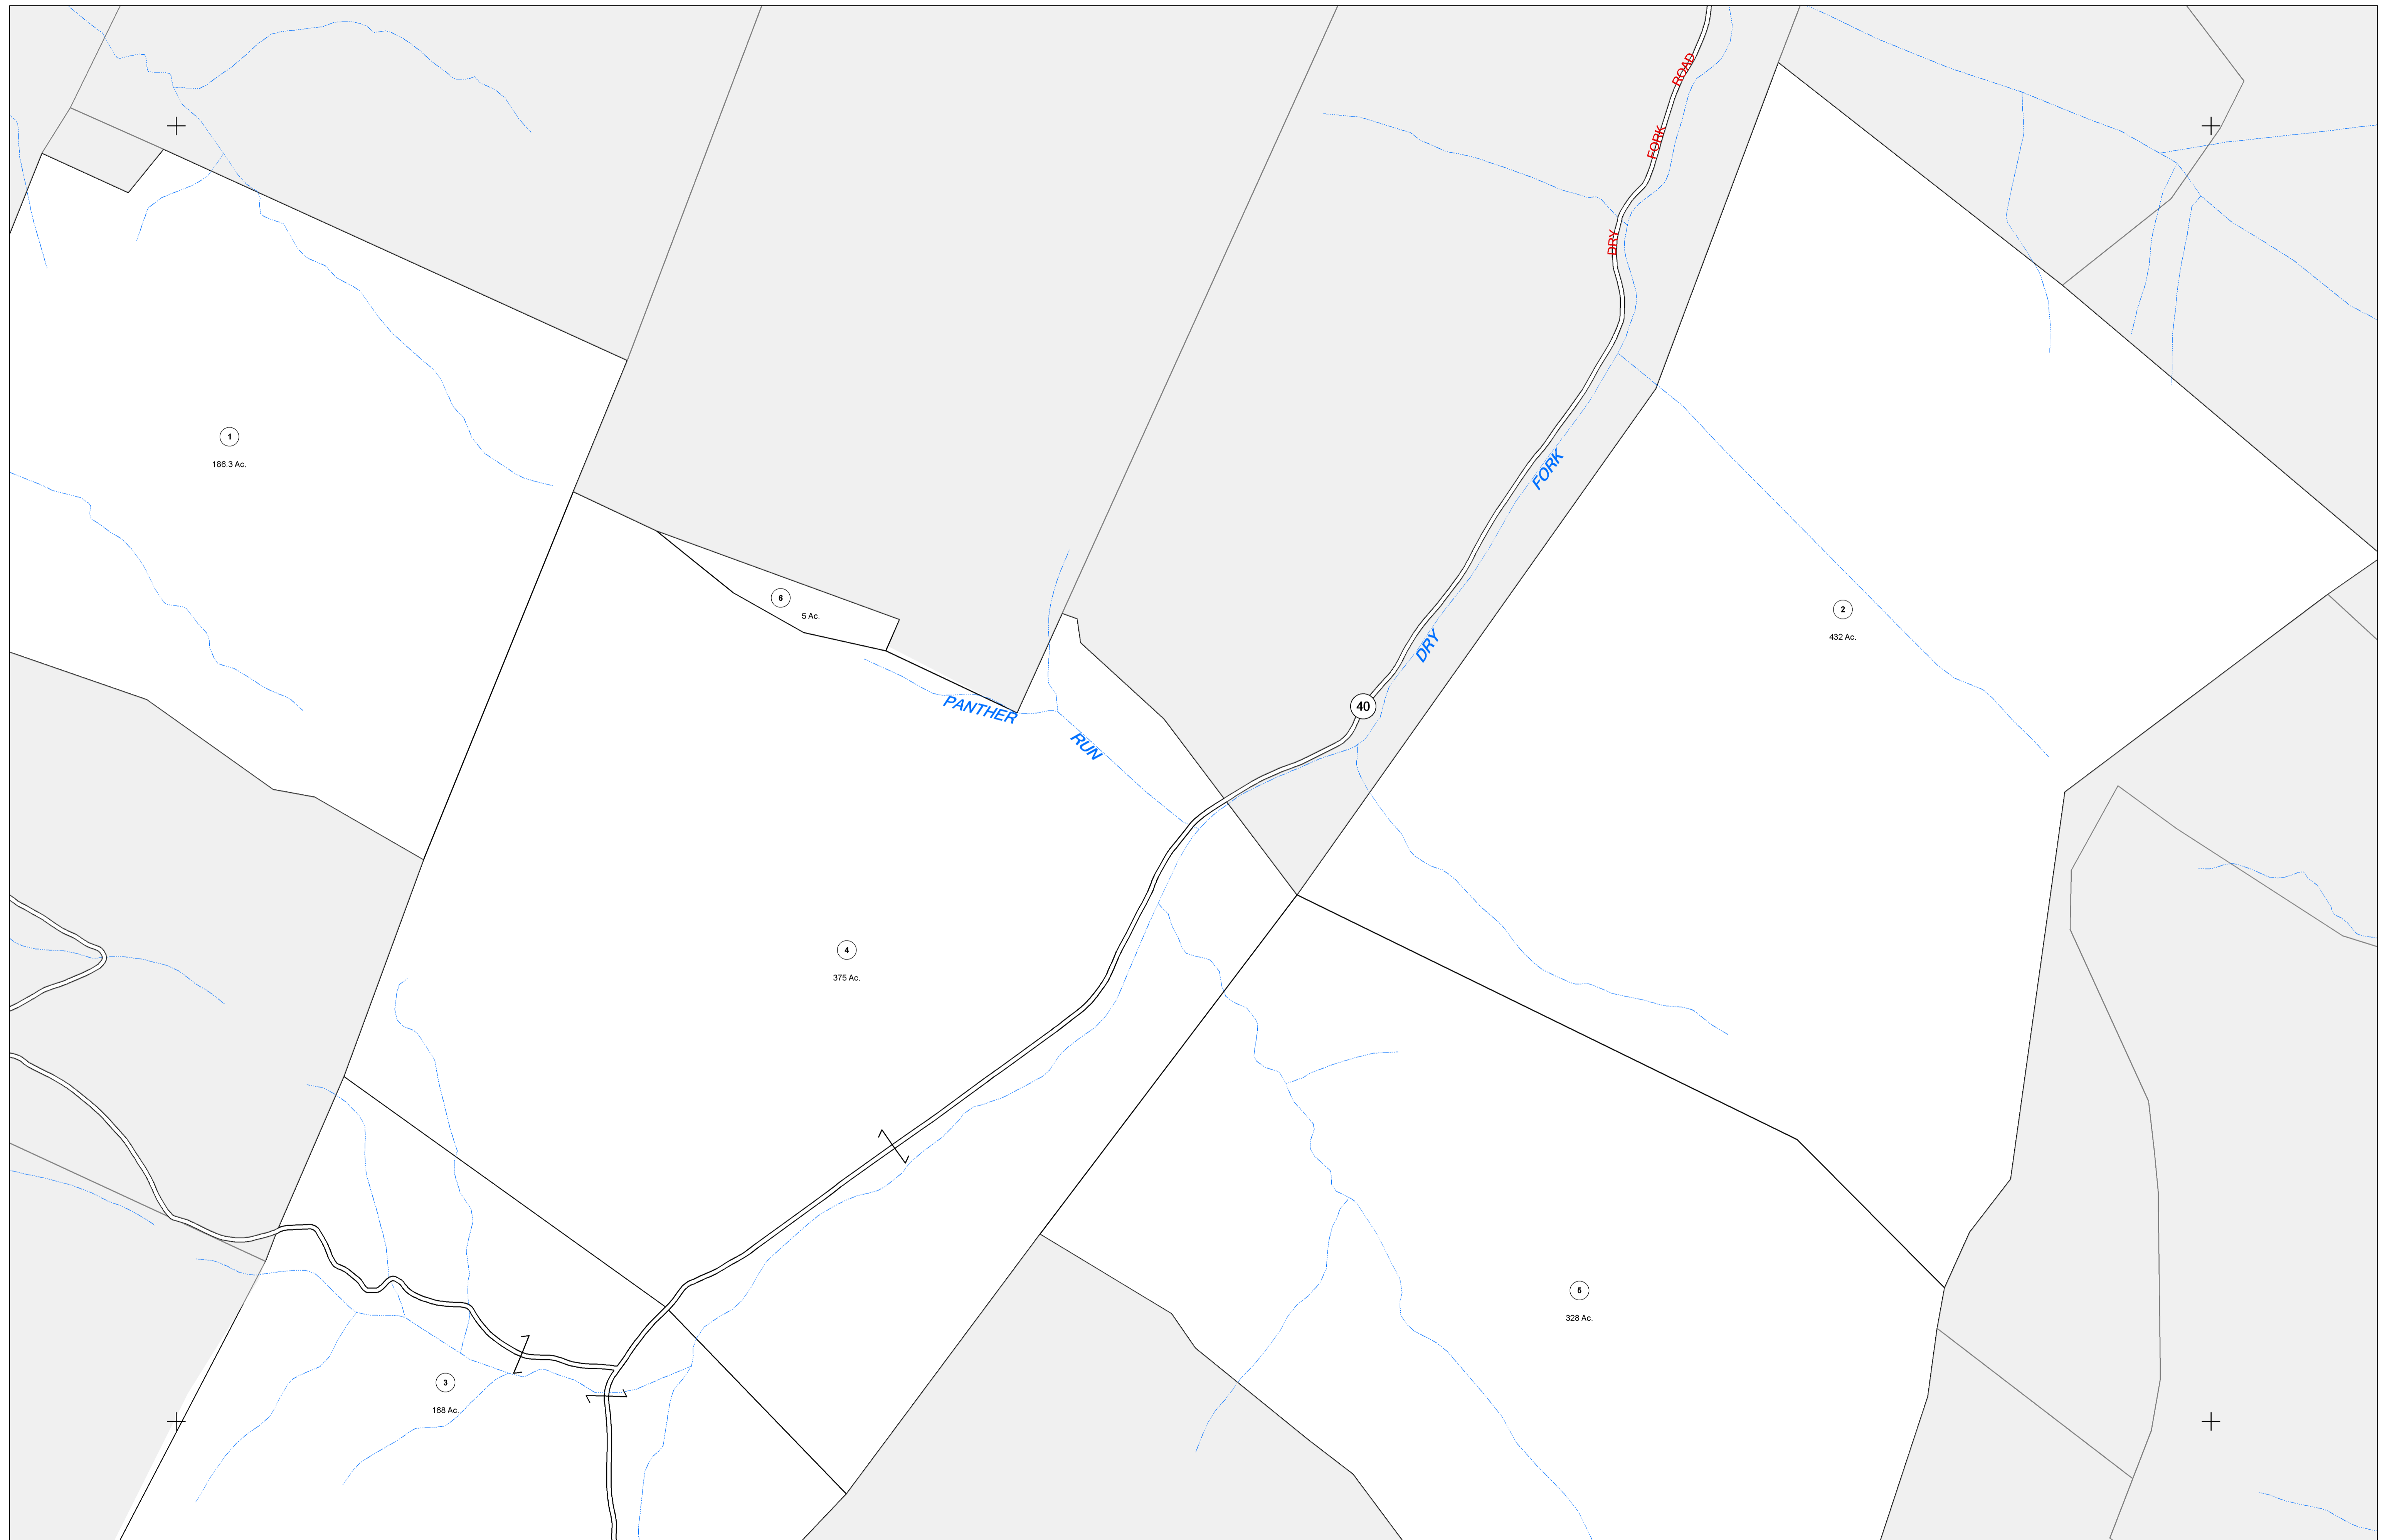 ROAD
FORK
DRY
1
186.3 Ac.
FORK
6
5 Ac.
2
432 Ac.
DRY
PANTHER
RUN
40
4
375 Ac.
5
328 Ac.
3
168 Ac.